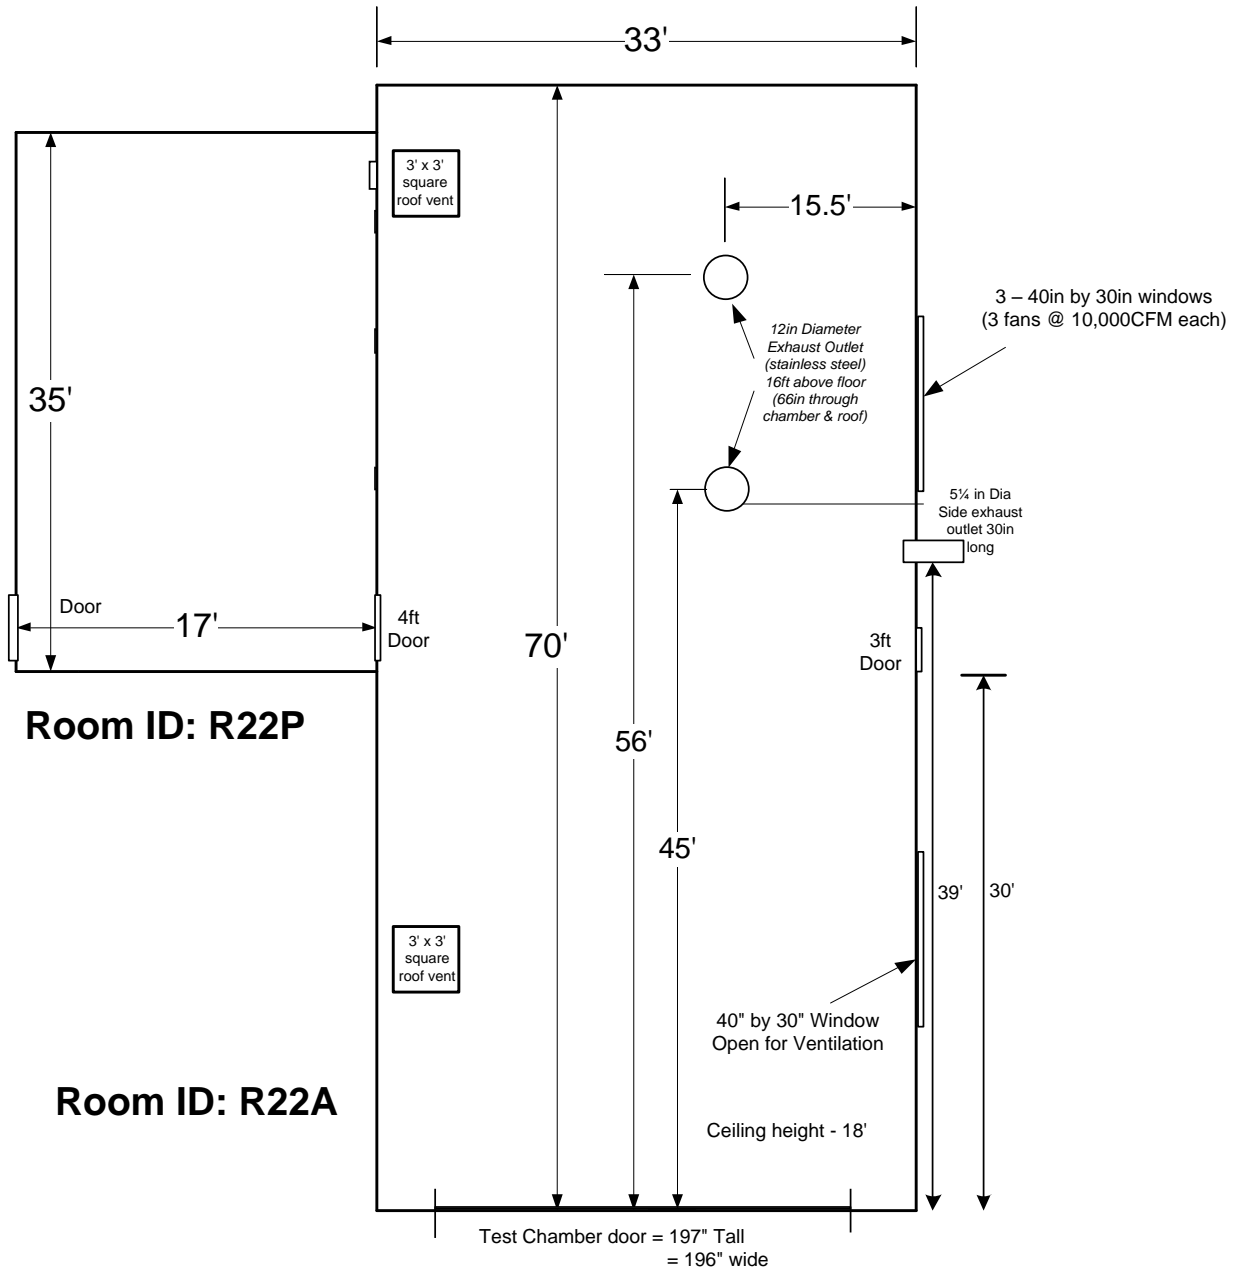 33'
3' x 3'
square
roof vent
15.5'
3 – 40in by 30in windows
(3 fans @ 10,000CFM each)
12in Diameter
Exhaust Outlet
(stainless steel)
16ft above floor
(66in through
chamber & roof)
35'
5¼ in Dia
Side exhaust
outlet 30in
long
Door
17'
4ft
Door
70'
3ft
Door
Room ID: R22P
56'
45'
39'
30'
3' x 3'
square
roof vent
40" by 30" Window
Open for Ventilation
Room ID: R22A
Ceiling height - 18'
Test Chamber door = 197" Tall
= 196" wide